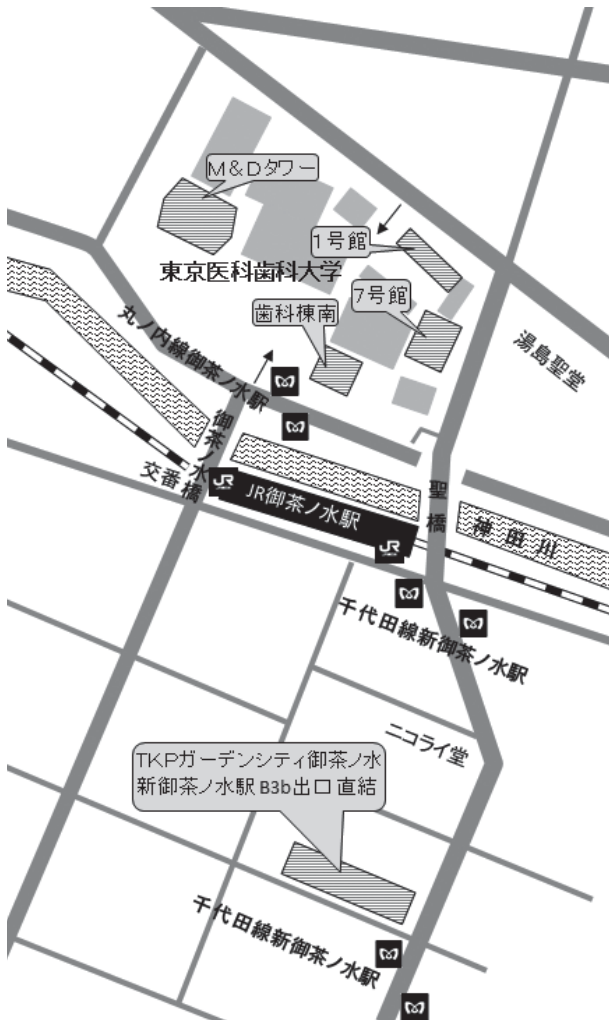 M&Dタワー
1号館
東京医科歯科大学
7号館
歯科棟南
湯島聖堂
丸ノ内線御茶ノ水駅
御茶ノ水橋
交番
JR
JR御茶ノ水駅
聖橋
神田川
JR
千代田線新御茶ノ水駅
ニコライ堂
TKPガーデンシティ御茶ノ水
新御茶ノ水駅 B3b出口 直結
千代田線新御茶ノ水駅